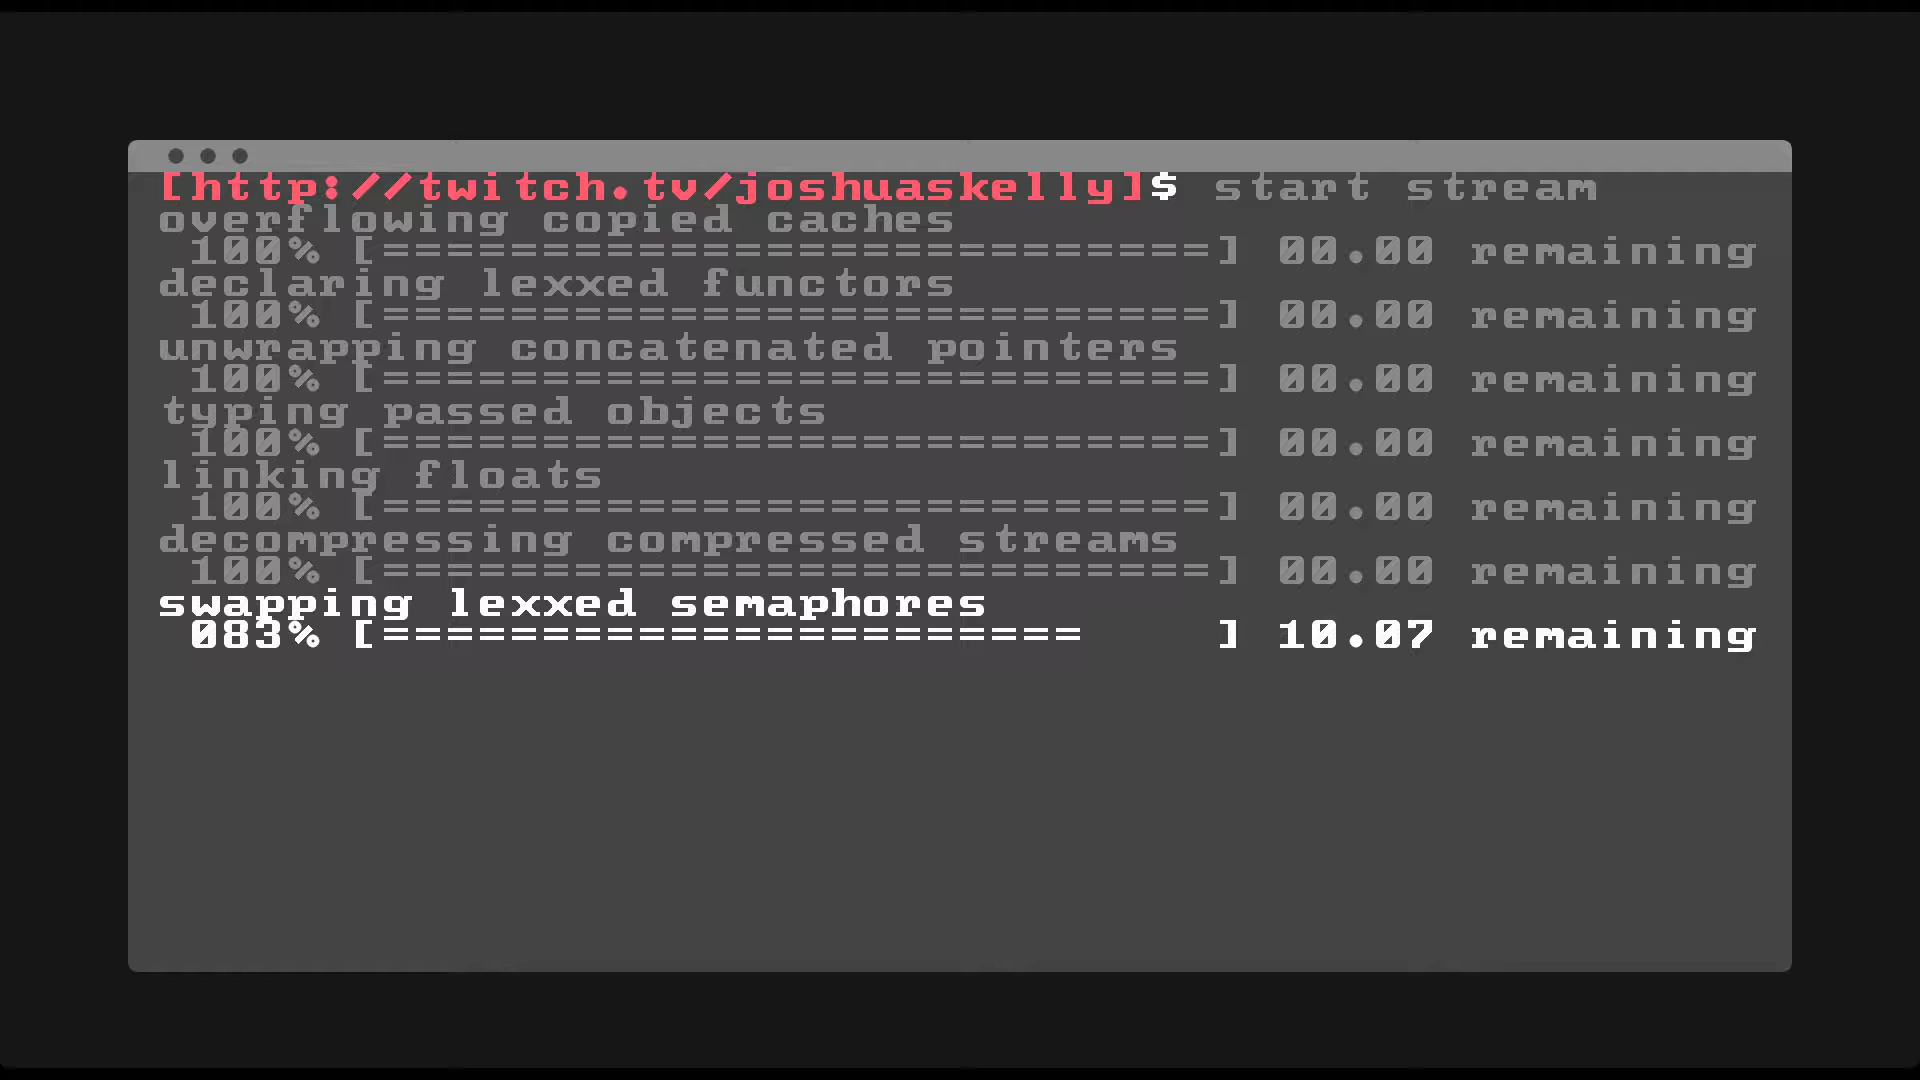 [http://twitch.tv/joshuaskelly]$ start stream
overflowing copied caches
100% [==========================] 00.00 remaining
declaring lexxed functors
100% [==========================] 00.00 remaining
unwrapping concatenated pointers
100% [==========================] 00.00 remaining
typing passed objects
100% [==========================] 00.00 remaining
linking floats
100% [==========================] 00.00 remaining
decompressing compressed streams
100% [==========================] 00.00 remaining
swapping lexxed semaphores
083% [======================    ] 10.07 remaining